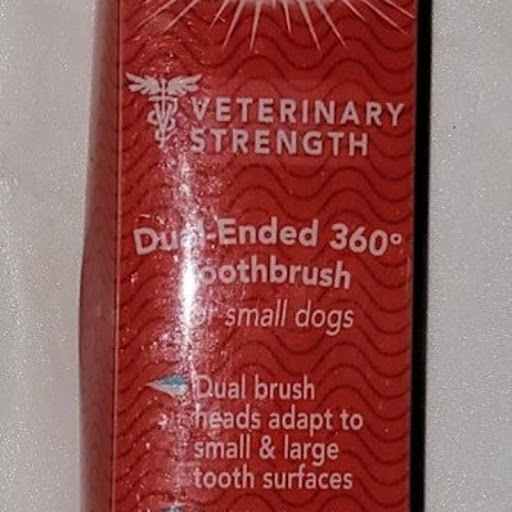 VETERINARY
STRENGTH
Dual-Ended 360°
Toothbrush
for small dogs
Dual brush
heads adapt to
small & large
tooth surfaces